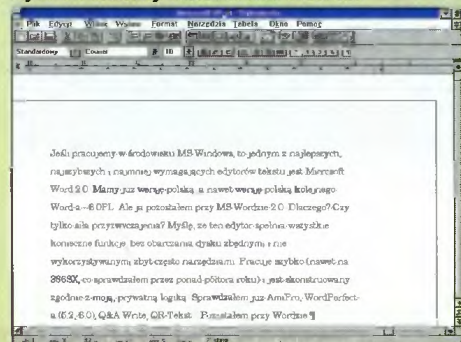 Plik Edycja Widok Wstaw Format Narzędzia Tabela Okno Pomoc
Standardowy Courier 10
Jeśli pracujemy w środowisku MS Windows, to jednym z najlepszych,
najszybszych i najmniej wymagających edytorów tekstu jest Microsoft
Word 2.0. Mamy już wersję polską, a nawet wersję polską kolejnego
Word-a - 6.0PL. Ale ja pozostałem przy MS Wordzie 2.0. Dlaczego? Czy
tylko siła przyzwyczajenia? Myślę, że ten edytor spełnia wszystkie
konieczne funkcje, bez obarczania dysku zbędnymi i nie
wykorzystywanymi zbyt często narzędziami. Pracuje szybko (nawet na
386SX, co sprawdzałem przez ponad półtora roku) i jest skonstruowany
zgodnie z moją, prywatną logiką. Sprawdzałem już AmiPro, WordPerfect-
a (5.2, 6.0), Q&A Write, QR-Tekst. Pozostałem przy Wordzie.¶